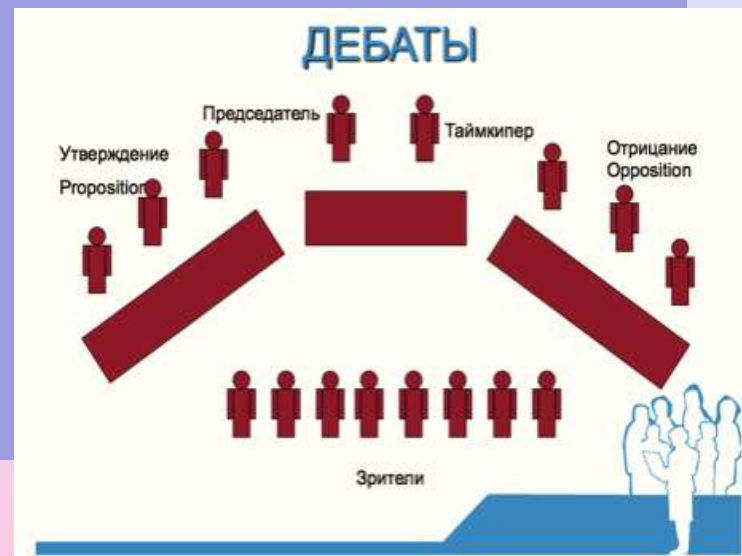 ДЕБАТЫ
Председатель
Таймкипер
Утверждение
Proposition
Отрицание
Opposition
Зрители